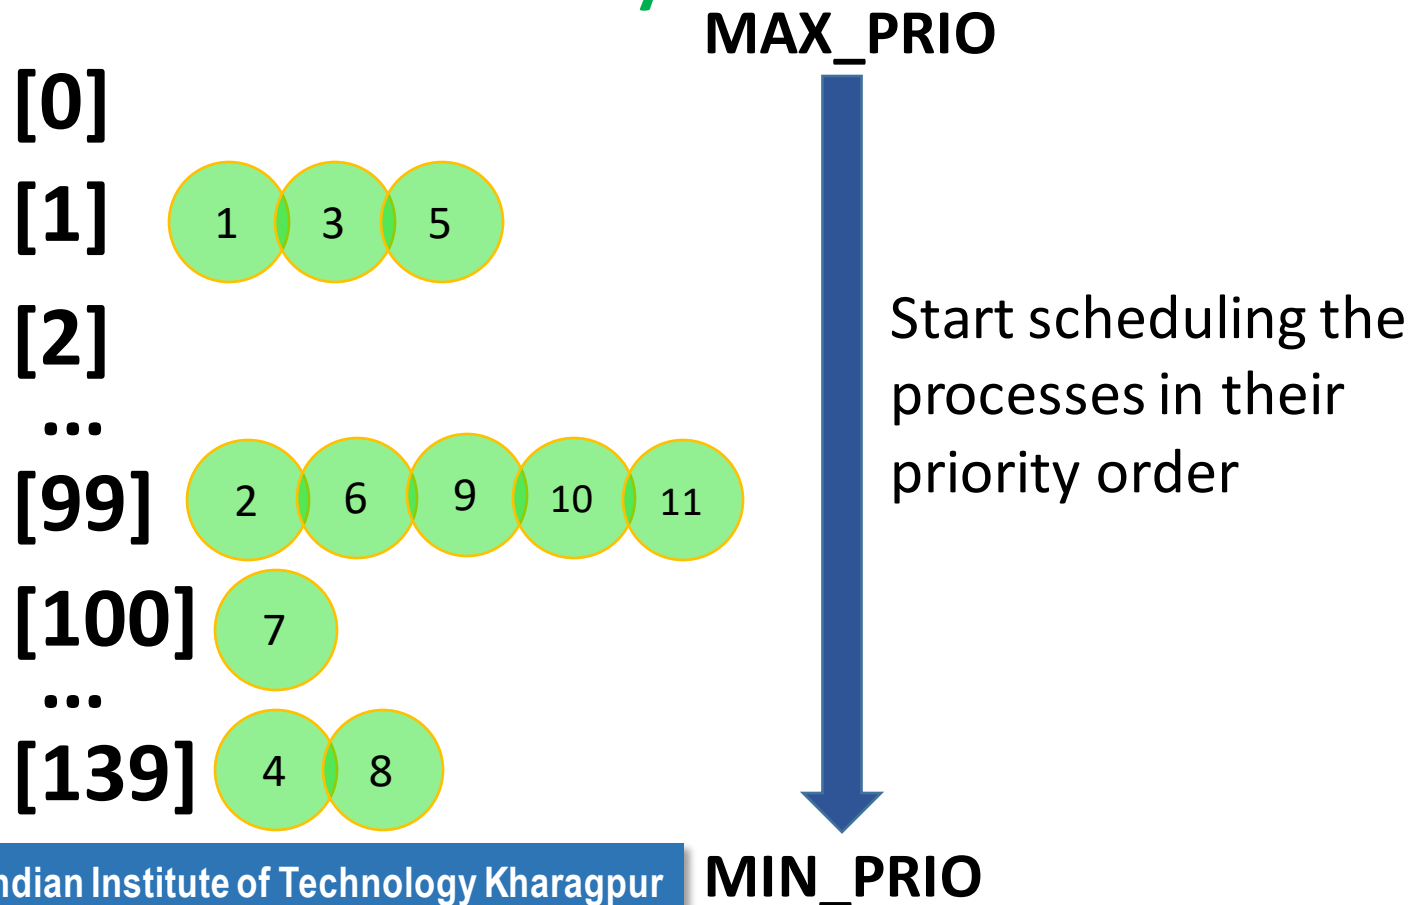 MAX_PRIO
[0]
[1] 1 3 5
[2]
...
[99] 2 6 9 10 11
[100] 7
...
[139] 4 8
Start scheduling the
processes in their
priority order
ndian Institute of Technology Kharagpur
MIN_PRIO